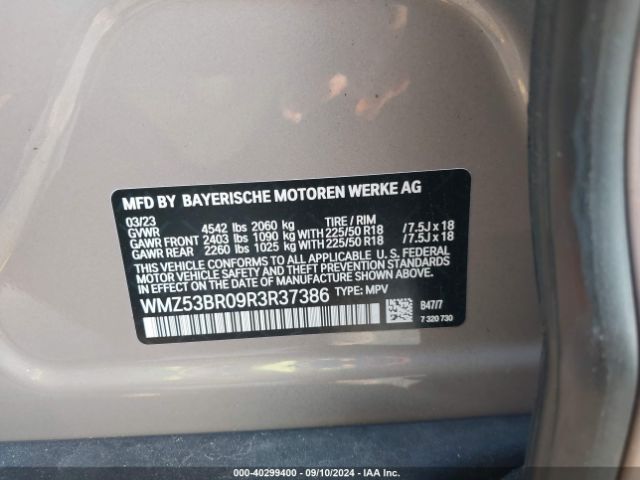 MFD BY BAYERISCHE MOTOREN WERKE AG
03/23 TIRE / RIM
GVWR 4542 lbs 2060 kg
GAWR FRONT 2403 lbs 1090 kg WITH 225/50 R18 /7.5J x 18
GAWR REAR 2260 lbs 1025 kg WITH 225/50 R18 /7.5J x 18
THIS VEHICLE CONFORMS TO ALL APPLICABLE U. S. FEDERAL
MOTOR VEHICLE SAFETY, BUMPER, AND THEFT PREVENTION STANDARDS
IN EFFECT ON THE DATE OF MANUFACTURE SHOWN ABOVE.
WMZ53BR09R3R37386 TYPE: MPV
B47/7
7 320 730
000-40299400 - 09/10/2024 - IAA Inc.